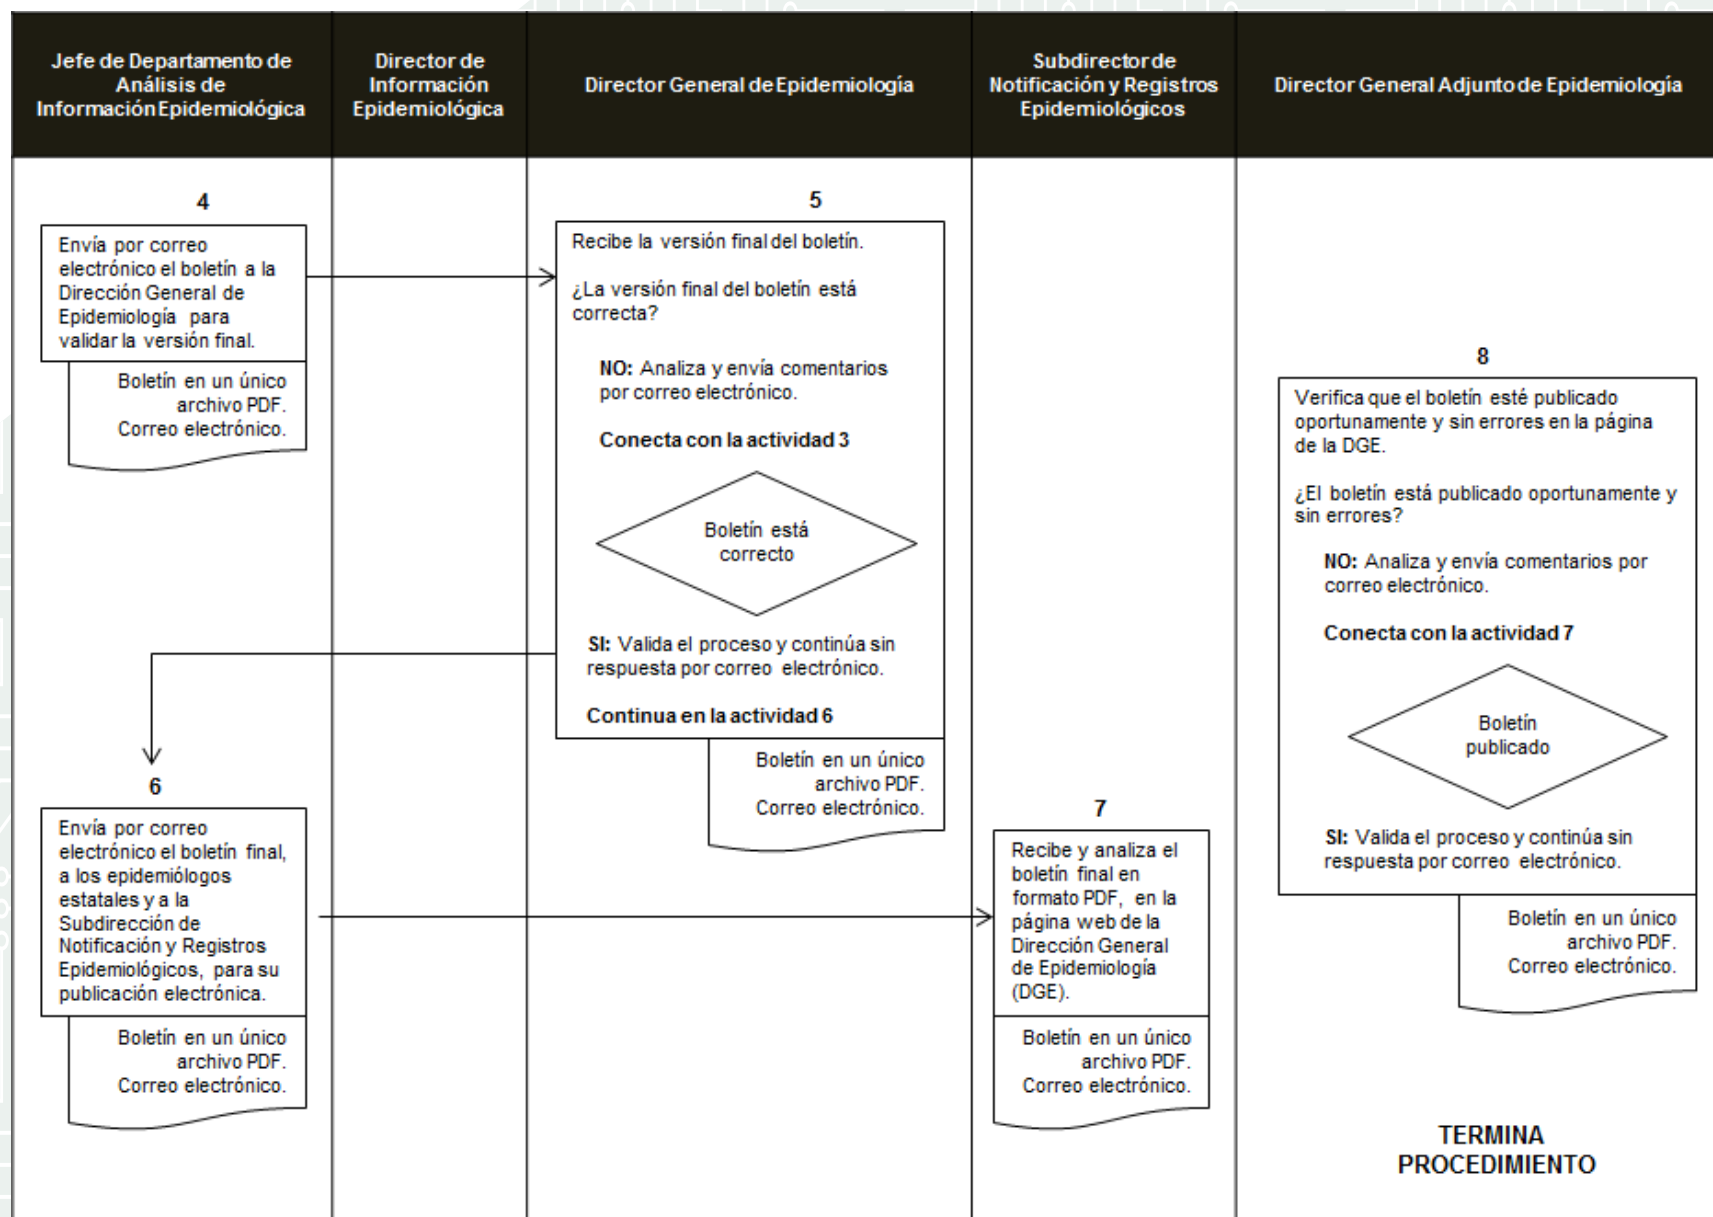 Jefe de Departamento de
Análisis de
Información Epidemiológica
Director de
Información
Epidemiológica
Director General de Epidemiología
Subdirector de
Notificación y Registros
Epidemiológicos
Director General Adjunto de Epidemiología
4
Envía por correo
electrónico el boletín a la
Dirección General de
Epidemiología para
validar la versión final.
Boletín en un único
archivo PDF.
Correo electrónico.
5
Recibe la versión final del boletín.
¿La versión final del boletín está
correcta?
NO: Analiza y envía comentarios
por correo electrónico.
Conecta con la actividad 3
Boletín está
correcto
SI: Valida el proceso y continúa sin
respuesta por correo electrónico.
Continua en la actividad 6
Boletín en un único
archivo PDF.
Correo electrónico.
6
Envía por correo
electrónico el boletín final,
a los epidemiólogos
estatales y a la
Subdirección de
Notificación y Registros
Epidemiológicos, para su
publicación electrónica.
Boletín en un único
archivo PDF.
Correo electrónico.
7
Recibe y analiza el
boletín final en
formato PDF, en la
página web de la
Dirección General
de Epidemiología
(DGE).
Boletín en un único
archivo PDF.
Correo electrónico.
8
Verifica que el boletín esté publicado
oportunamente y sin errores en la página
de la DGE.
¿El boletín está publicado oportunamente y
sin errores?
NO: Analiza y envía comentarios por
correo electrónico.
Conecta con la actividad 7
Boletín
publicado
SI: Valida el proceso y continúa sin
respuesta por correo electrónico.
Boletín en un único
archivo PDF.
Correo electrónico.
TERMINA
PROCEDIMIENTO